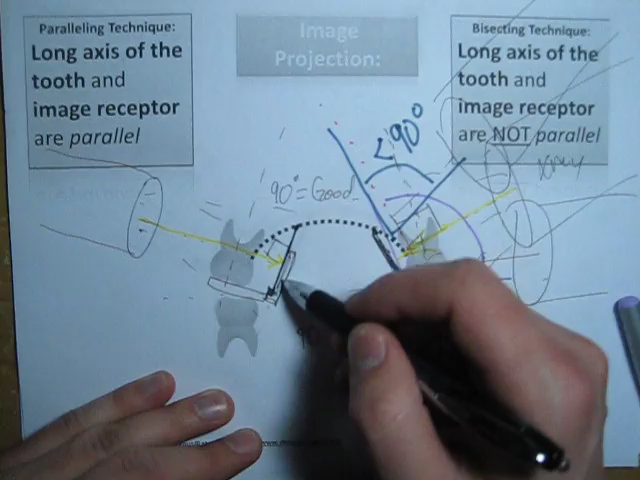 Paralleling Technique:
Long axis of the
tooth and
image receptor
are parallel
Image
Projection:
Bisecting Technique:
Long axis of the
tooth and
image receptor
are NOT parallel
<90°
xray
90°=Good